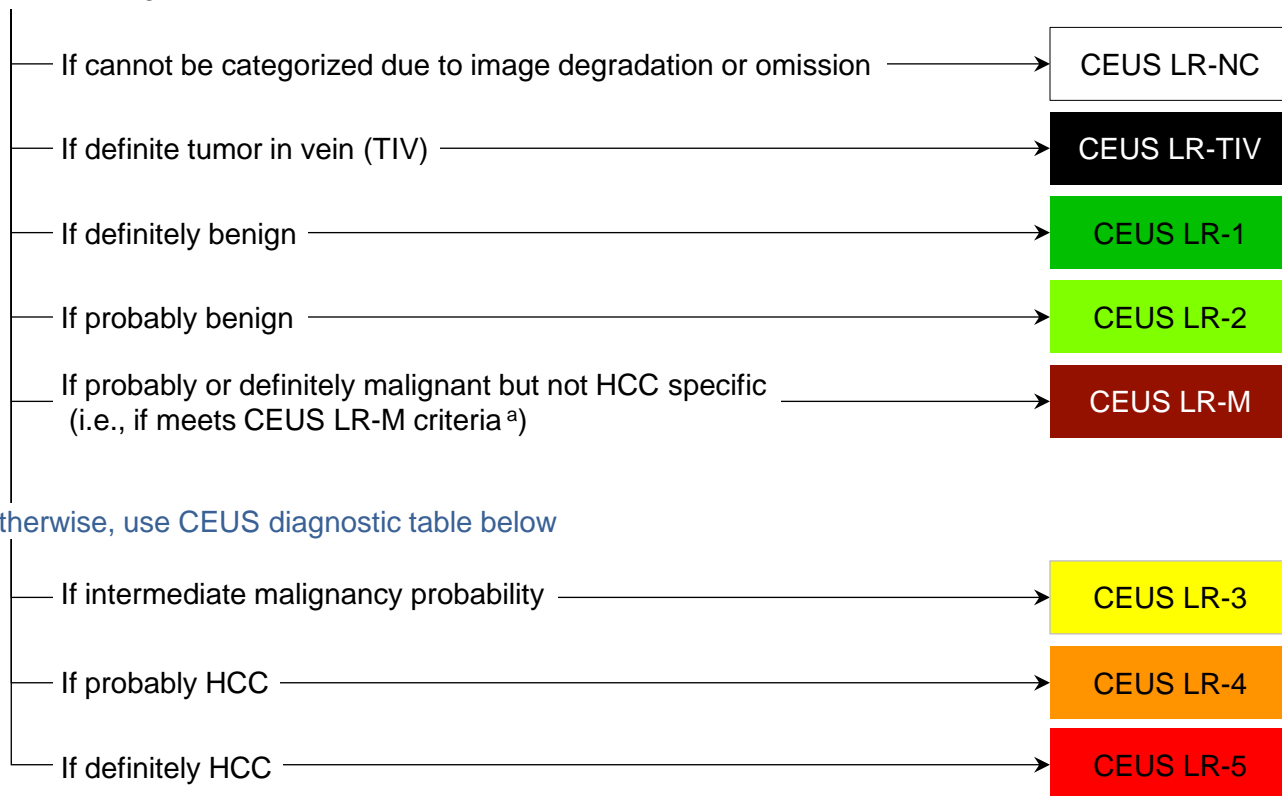 If cannot be categorized due to image degradation or omission CEUS LR-NC
If definite tumor in vein (TIV) CEUS LR-TIV
If definitely benign CEUS LR-1
If probably benign CEUS LR-2
If probably or definitely malignant but not HCC specific
(i.e., if meets CEUS LR-M criteria a) CEUS LR-M
therwise, use CEUS diagnostic table below
If intermediate malignancy probability CEUS LR-3
If probably HCC CEUS LR-4
If definitely HCC CEUS LR-5